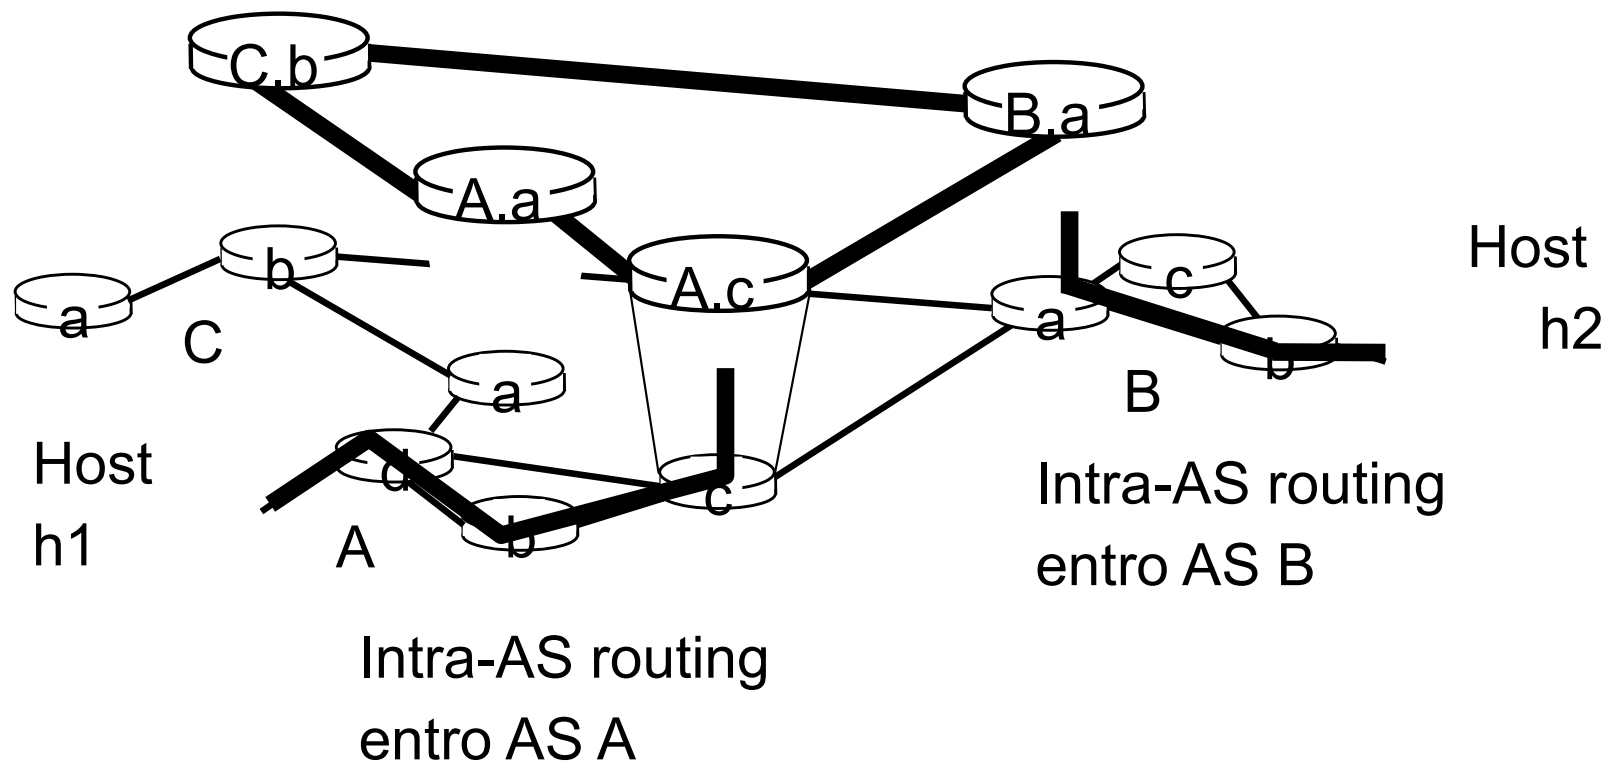 C.b
B.a
A.a
A.c
b
a
C
c
a
b
B
Host
h2
a
d
b
c
A
Host
h1
Intra-AS routing
entro AS B
Intra-AS routing
entro AS A